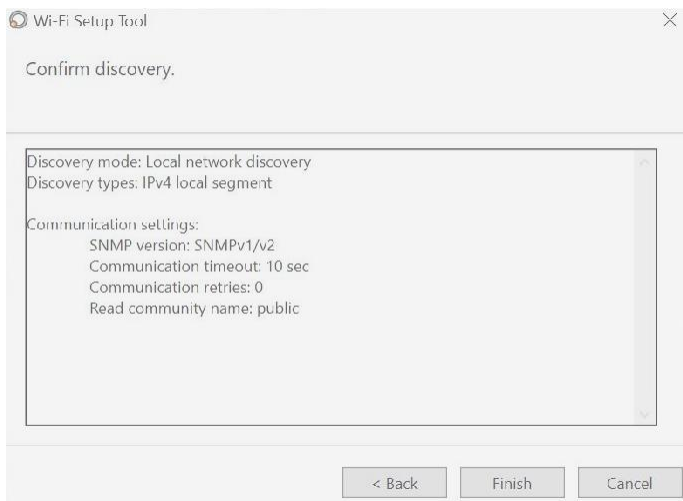 Wi-Fi Setup Tool
Confirm discovery.
Discovery mode: Local network discovery
Discovery types: IPv4 local segment
Communication settings:
SNMP version: SNMPv1/v2
Communication timeout: 10 sec
Communication retries: 0
Read community name: public
< Back
Finish
Cancel